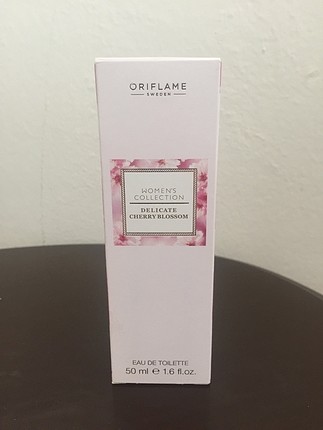 ORIFLAME
SWEDEN
WOMEN'S
COLLECTION
DELICATE
CHERRY BLOSSOM
EAU DE TOILETTE
50 ml ℮ 1.6 fl.oz.